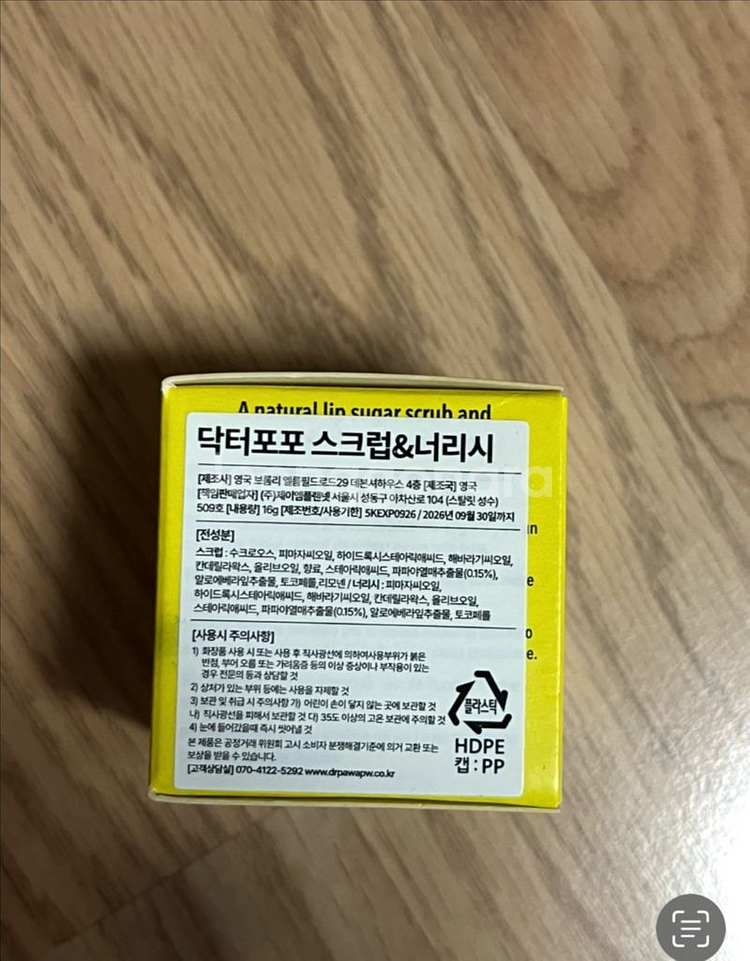 A natural lip sugar scrub and
닥터포포 스크럽&너리시
[제조사] 영국 브롬리 엘름필드로드29 데본셔하우스 4층 [제조국] 영국
[책임판매업자] (주)제이엠플랜넷 서울시 성동구 아차산로 104 (스탈릿 성수)
509호 [내용량] 16g [제조번호/사용기한] 5KEXP0926 / 2026년 09월 30일까지
[전성분]
스크럽 : 수크로오스, 피마자씨오일, 하이드록시스테아릭애씨드, 해바라기씨오일,
칸데릴라왁스, 올리브오일, 향료, 스테아릭애씨드, 파파야열매추출물(0.15%),
알로에베라잎추출물, 토코페롤,리모넨 / 너리시 : 피마자씨오일,
하이드록시스테아릭애씨드, 해바라기씨오일, 칸데릴라왁스, 올리브오일,
스테아릭애씨드, 파파야열매추출물(0.15%), 알로에베라잎추출물, 토코페롤
[사용시 주의사항]
1) 화장품 사용 시 또는 사용 후 직사광선에 의하여사용부위가 붉은
반점, 부어 오름 또는 가려움증 등의 이상 증상이나 부작용이 있는
경우 전문의 등과 상담할 것
2) 상처가 있는 부위 등에는 사용을 자제할 것
3) 보관 및 취급 시 주의사항 가) 어린이 손이 닿지 않는 곳에 보관할 것
나) 직사광선을 피해서 보관할 것 다) 35도 이상의 고온 보관에 주의할 것
4) 눈에 들어갔을때 즉시 씻어낼 것
본 제품은 공정거래 위원회 고시 소비자 분쟁해결기준에 의거 교환 또는
보상을 받을 수 있습니다.
[고객상담실] 070-4122-5292 www.drpawpaw.co.kr
플라스틱
HDPE
캡 : PP